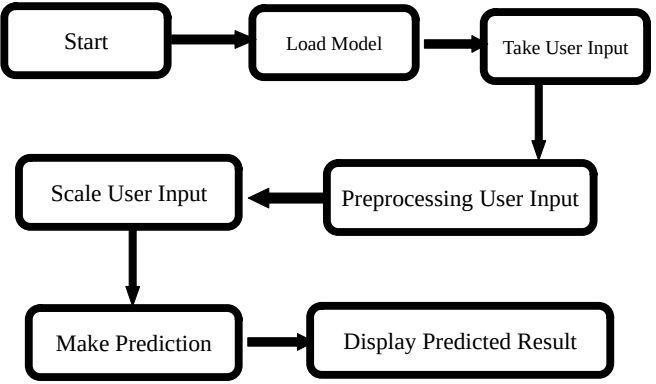 Start
Load Model
Take User Input
Preprocessing User Input
Scale User Input
Make Prediction
Display Predicted Result